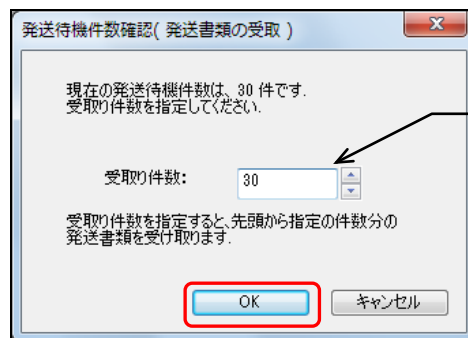 発送待機件数確認( 発送書類の受取 )
現在の発送待機件数は、30 件です.
受取り件数を指定してください.
受取り件数:
30
受取り件数を指定すると、先頭から指定の件数分の
発送書類を受け取ります.
OK
キャンセル